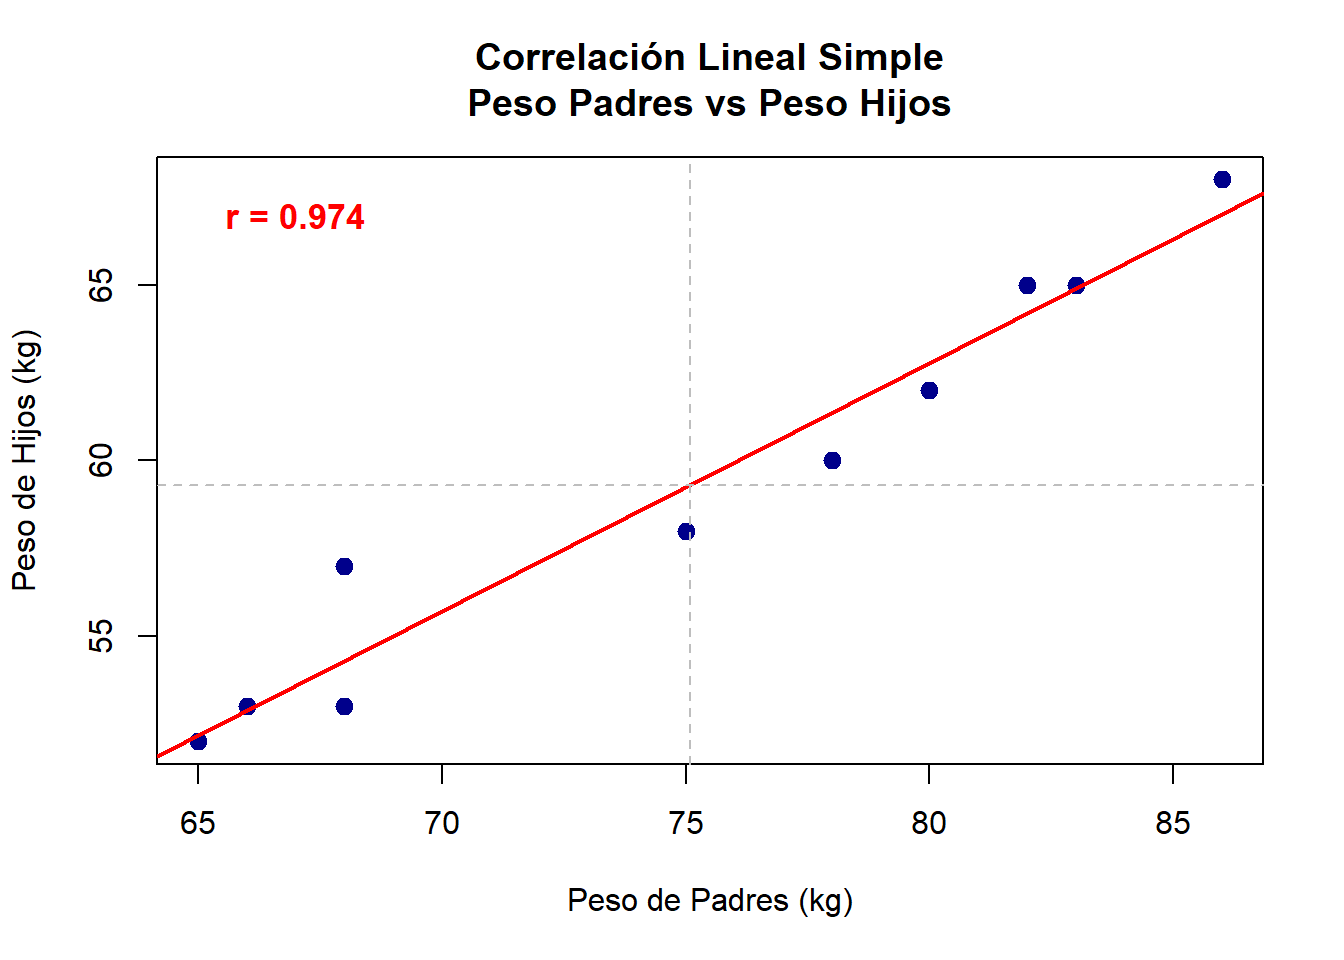 Correlación Lineal Simple
Peso Padres vs Peso Hijos
r = 0.974
Peso de Hijos (kg)
65
60
55
65
70
75
80
85
Peso de Padres (kg)